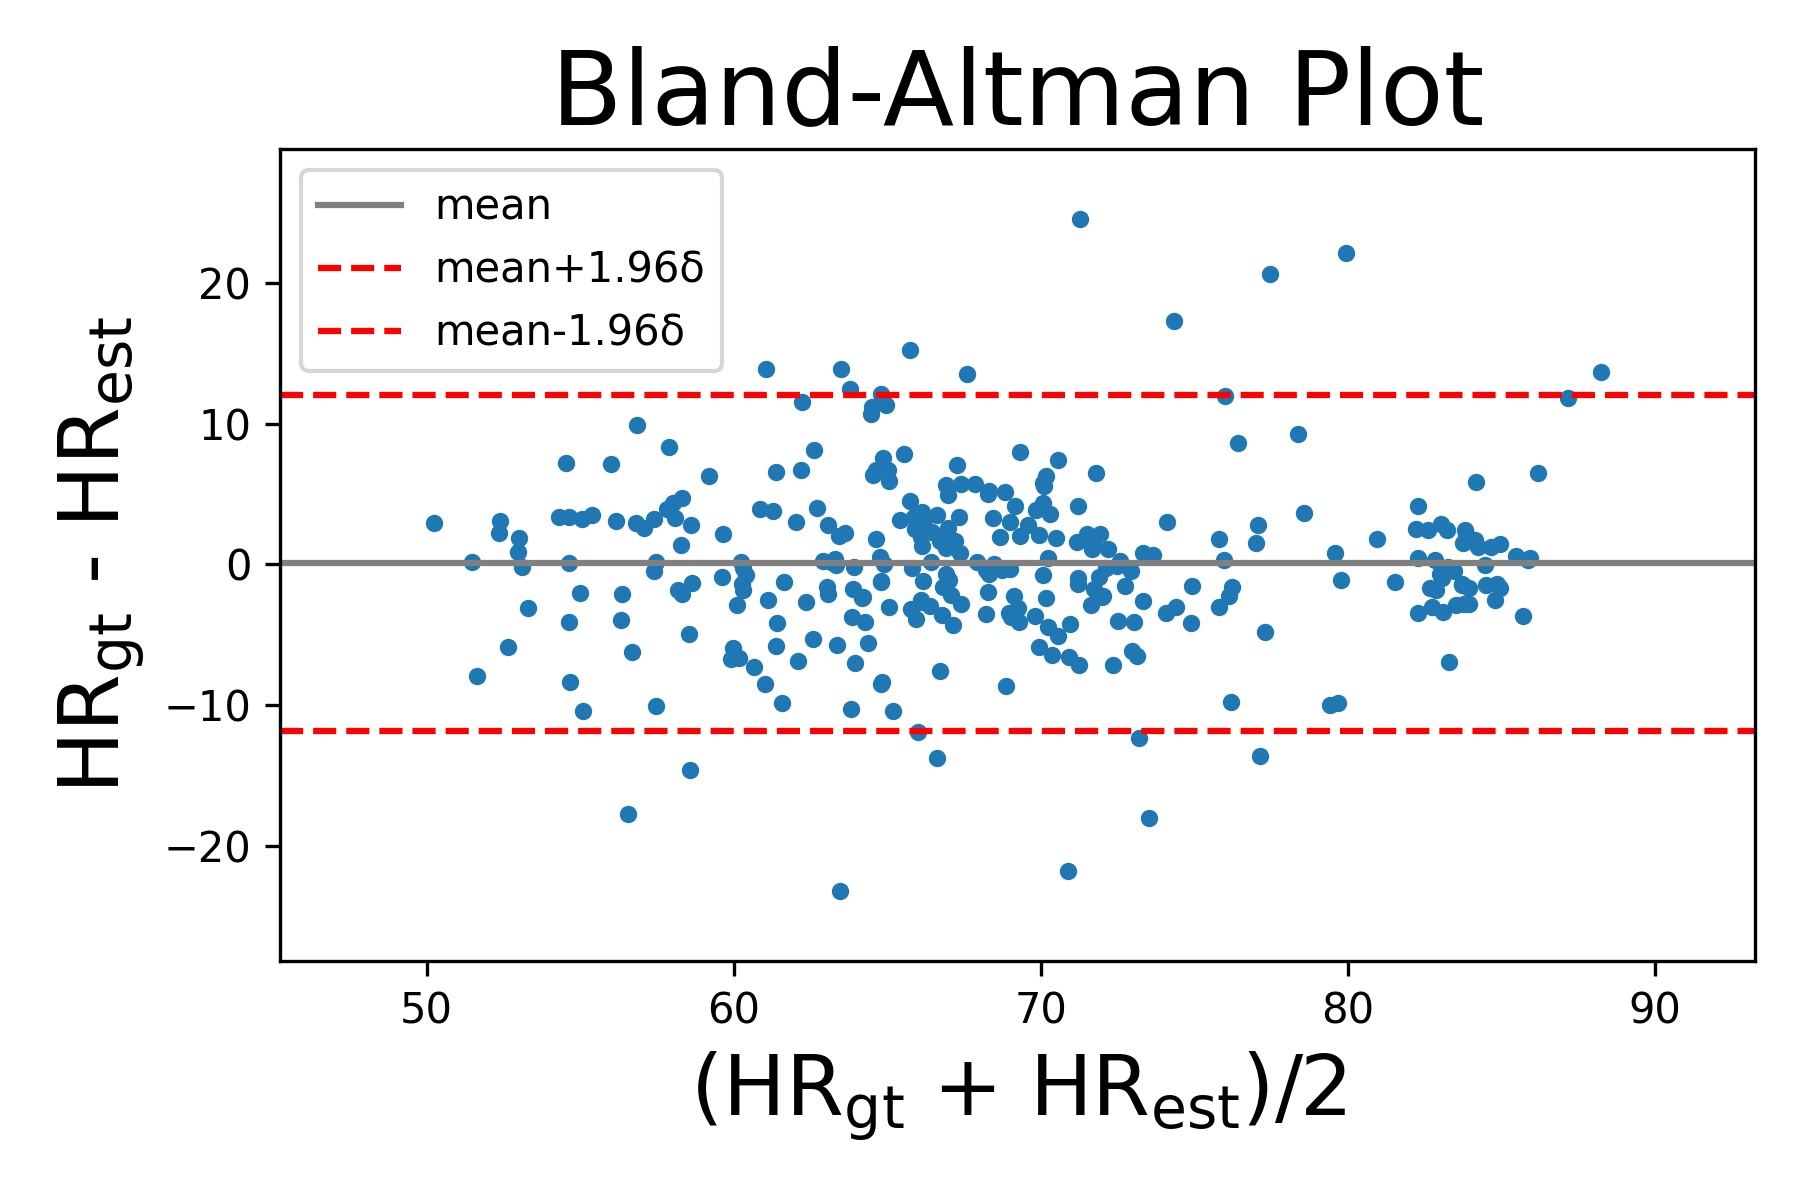 Bland-Altman Plot
mean
mean+1.96δ
mean-1.96δ
20
10
0
−10
−20
HRgt - HRest
50 60 70 80 90
(HRgt + HRest)/2